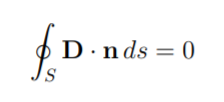 ∮_S 𝐃 · 𝐧 ds = 0